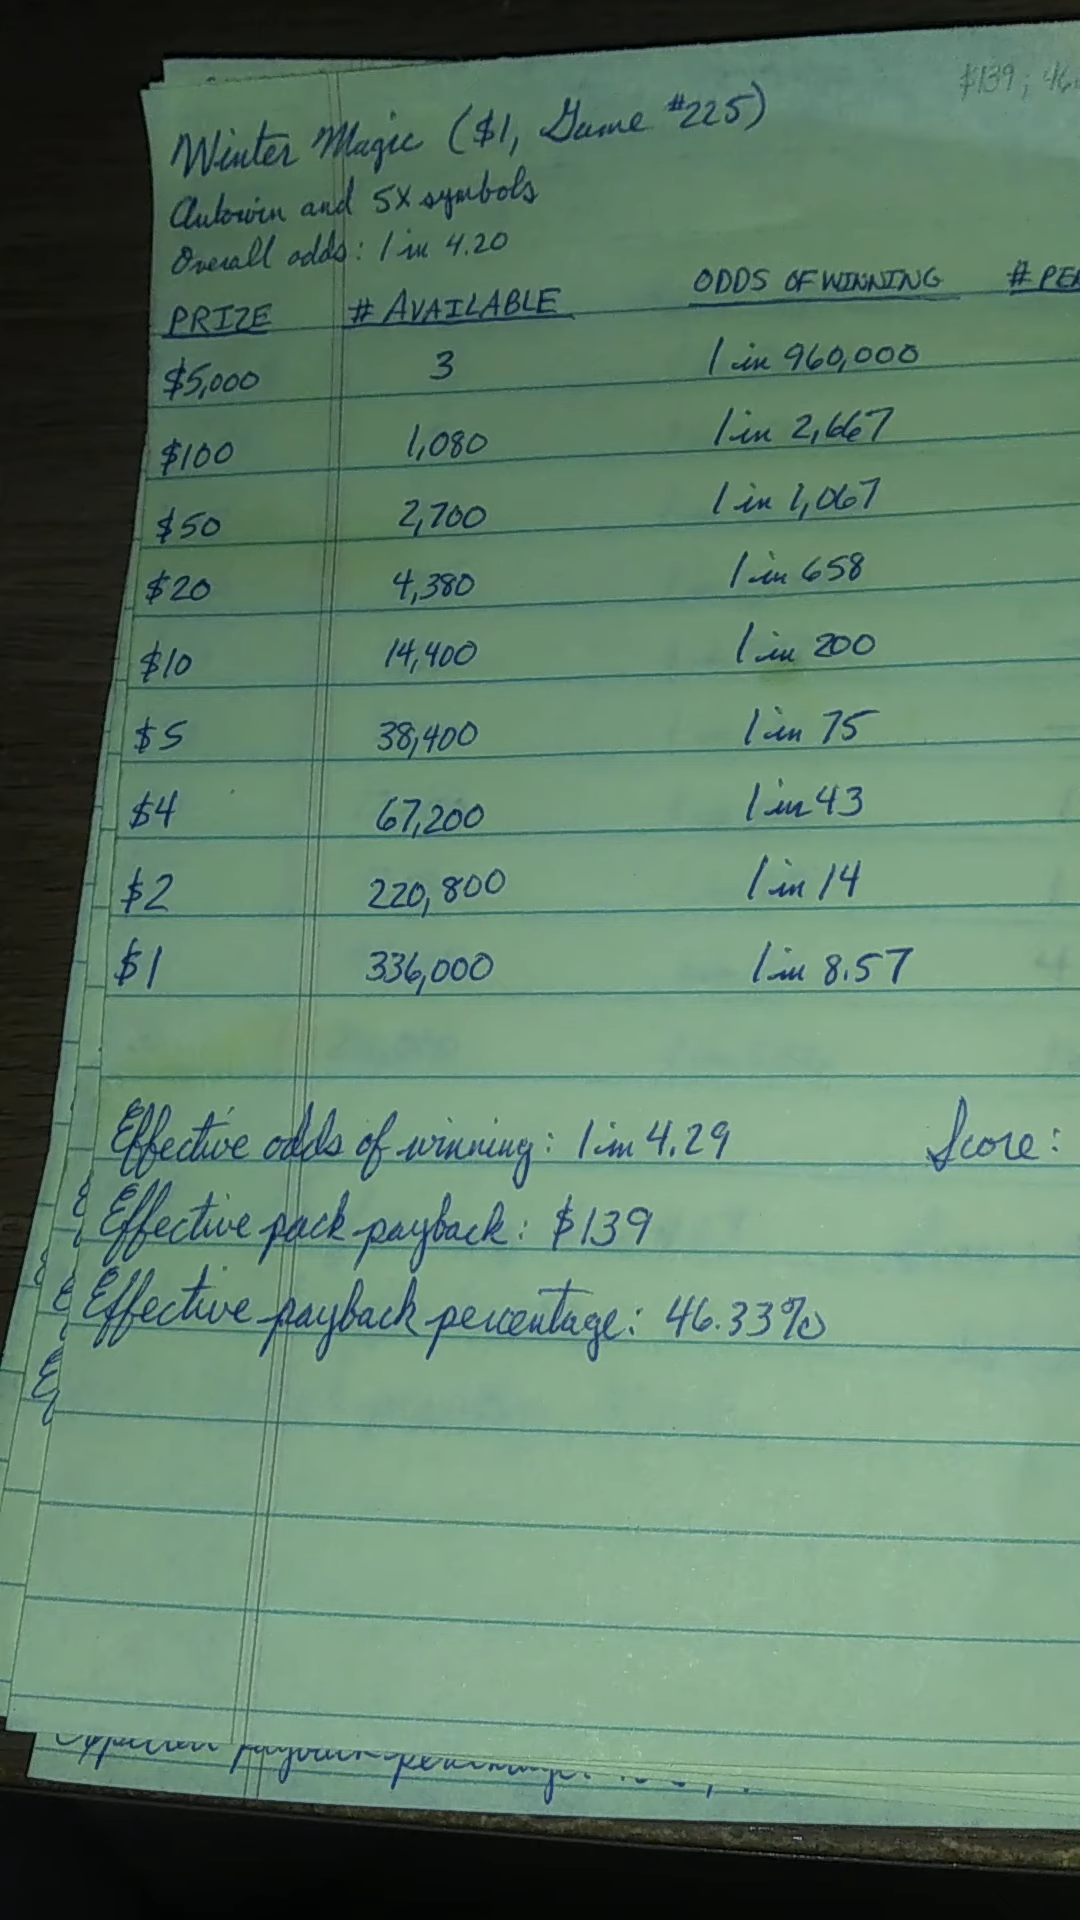 $139; 46
Winter Magic ($1, Game #225)
Autowin and 5X symbols
Overall odds: 1 in 4.20
PRIZE # AVAILABLE ODDS OF WINNING # PE
$5,000 3 1 in 960,000
$100 1,080 1 in 2,667
$50 2,700 1 in 1,067
$20 4,380 1 in 658
$10 14,400 1 in 200
$5 38,400 1 in 75
$4 67,200 1 in 43
$2 220,800 1 in 14
$1 336,000 1 in 8.57
Effective odds of winning: 1 in 4.29 Score:
Effective pack payback: $139
Effective payback percentage: 46.33%